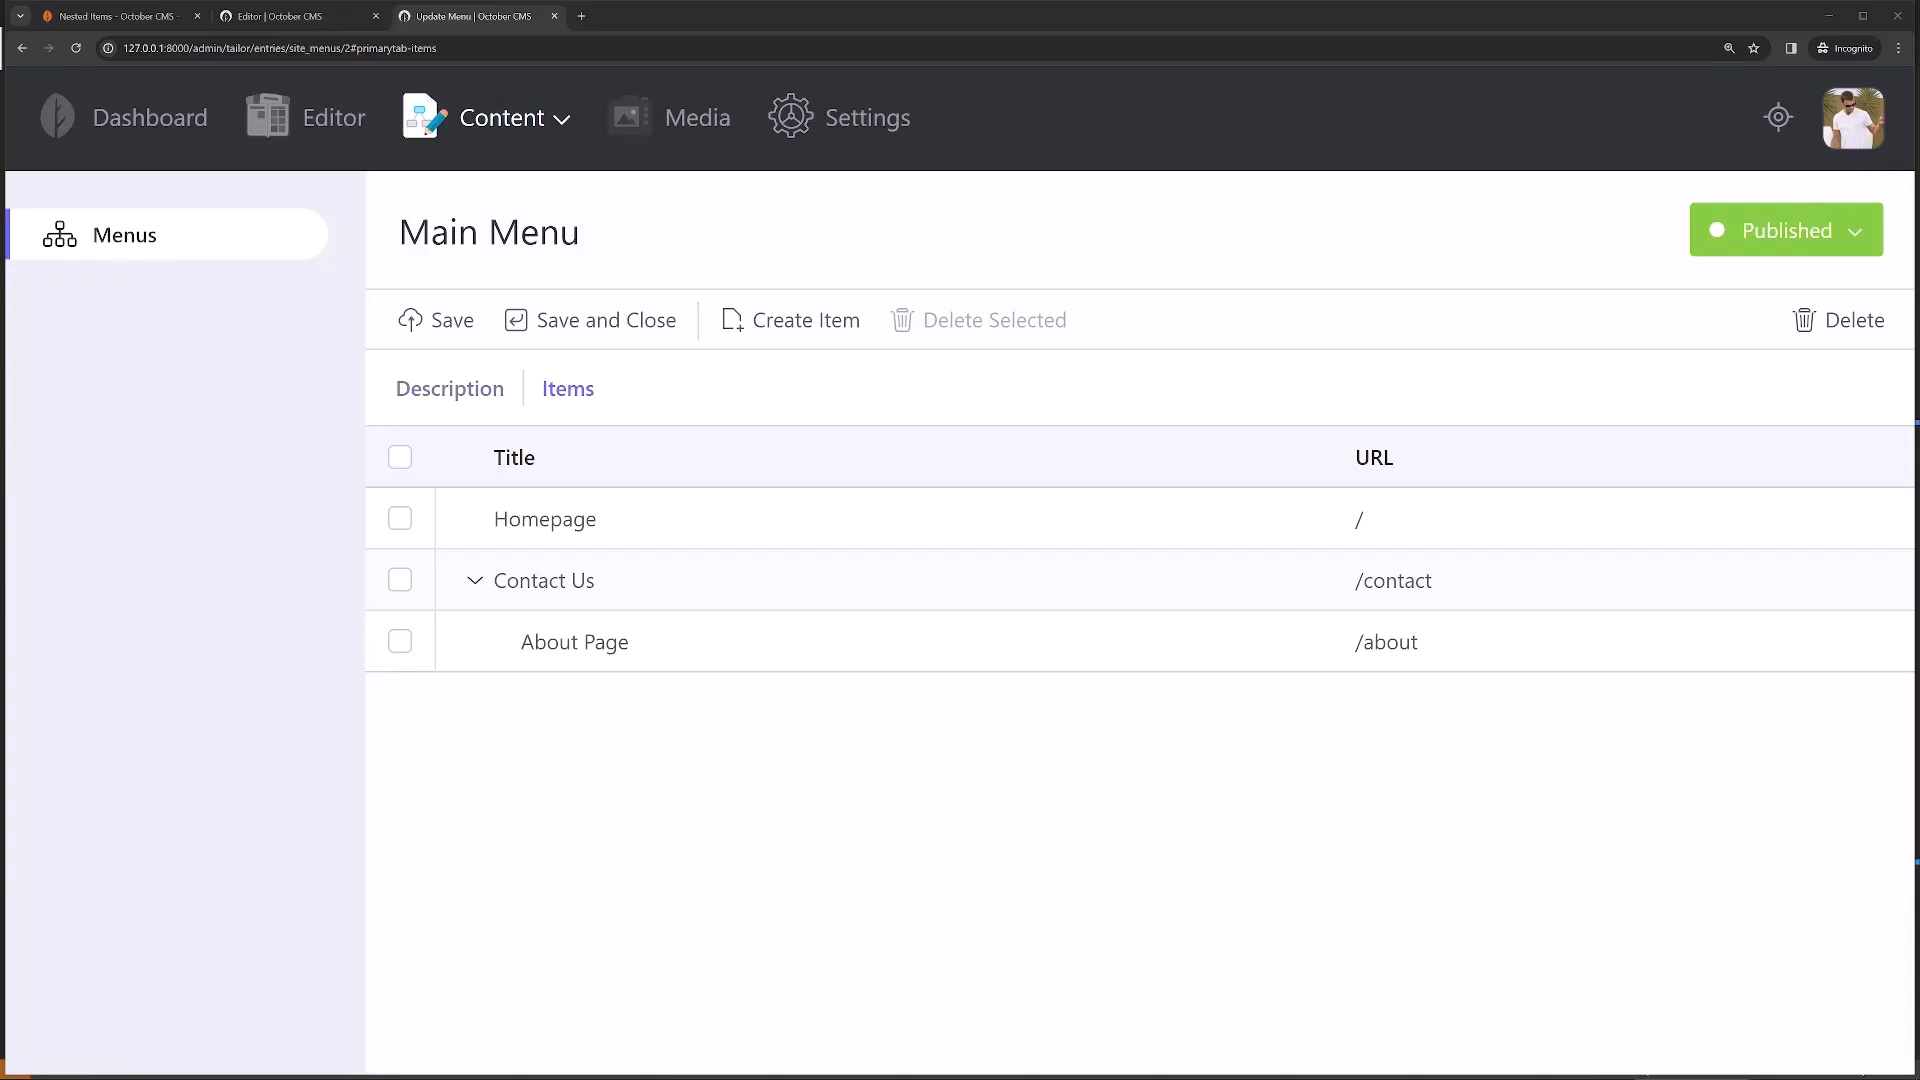 Nested Items - October CMS -
Editor | October CMS
Update Menu | October CMS
127.0.0.1:8000/admin/tailor/entries/site_menus/2#primarytab-items
Incognito
Dashboard
Editor
Content
Media
Settings
Menus
Main Menu
Published
Save
Save and Close
Create Item
Delete Selected
Delete
Description
Items
Title URL
Homepage /
Contact Us /contact
About Page /about